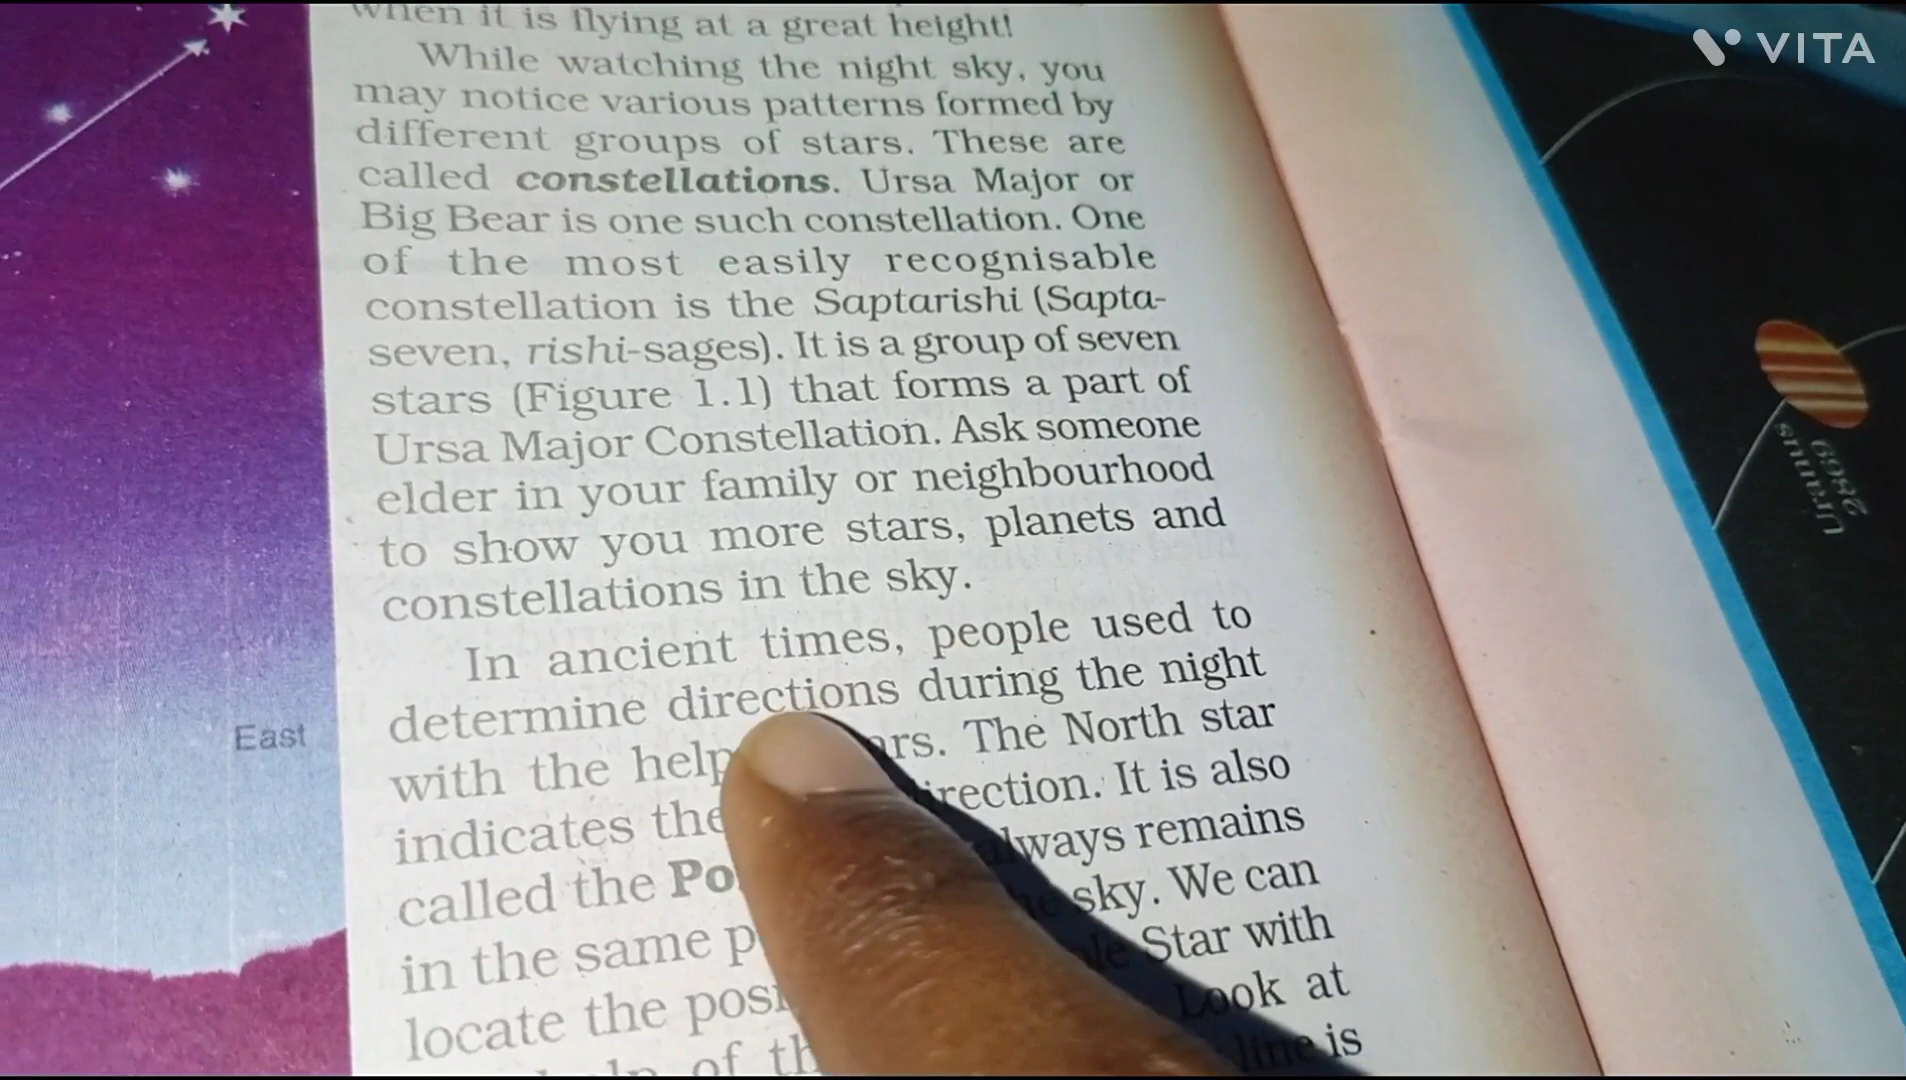 when it is flying at a great height!
While watching the night sky, you
may notice various patterns formed by
different groups of stars. These are
called constellations. Ursa Major or
Big Bear is one such constellation. One
of the most easily recognisable
constellation is the Saptarishi (Sapta-
seven, rishi-sages). It is a group of seven
stars (Figure 1.1) that forms a part of
Ursa Major Constellation. Ask someone
elder in your family or neighbourhood
to show you more stars, planets and
constellations in the sky.
In ancient times, people used to
determine directions during the night
with the help ars. The North star
indicates the irection. It is also
called the Po lways remains
in the same p e sky. We can
locate the posi le Star with
of th Look at
line is
East
Uranus
2869
VITA